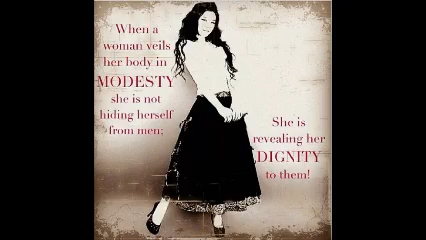 When a
woman veils
her body in
MODESTY
she is not
hiding herself
from men;
She is
revealing her
DIGNITY
to them!